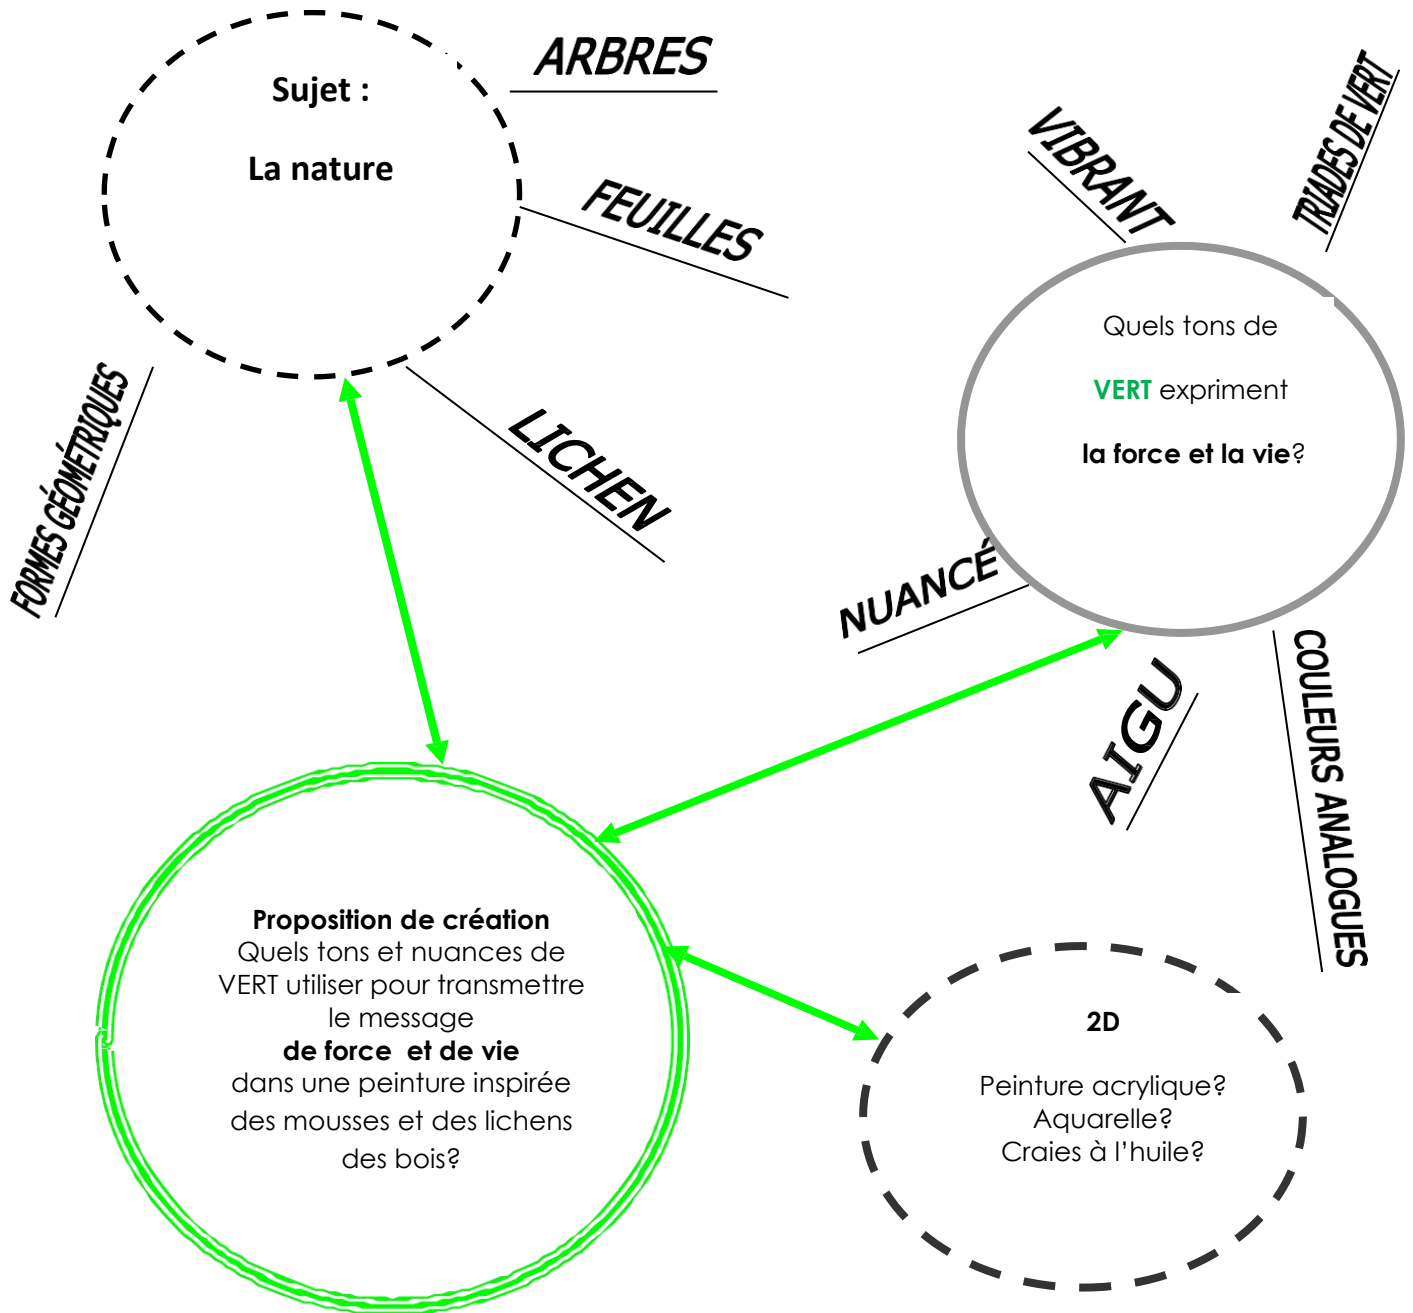 Sujet :
La nature
ARBRES
FEUILLES
LICHEN
FORMES GÉOMÉTRIQUES
VIBRANT
TRIADES DE VERT
Quels tons de
VERT expriment
la force et la vie?
NUANCÉ
AIGU
COULEURS ANALOGUES
Proposition de création
Quels tons et nuances de
VERT utiliser pour transmettre
le message
de force et de vie
dans une peinture inspirée
des mousses et des lichens
des bois?
2D
Peinture acrylique?
Aquarelle?
Craies à l'huile?